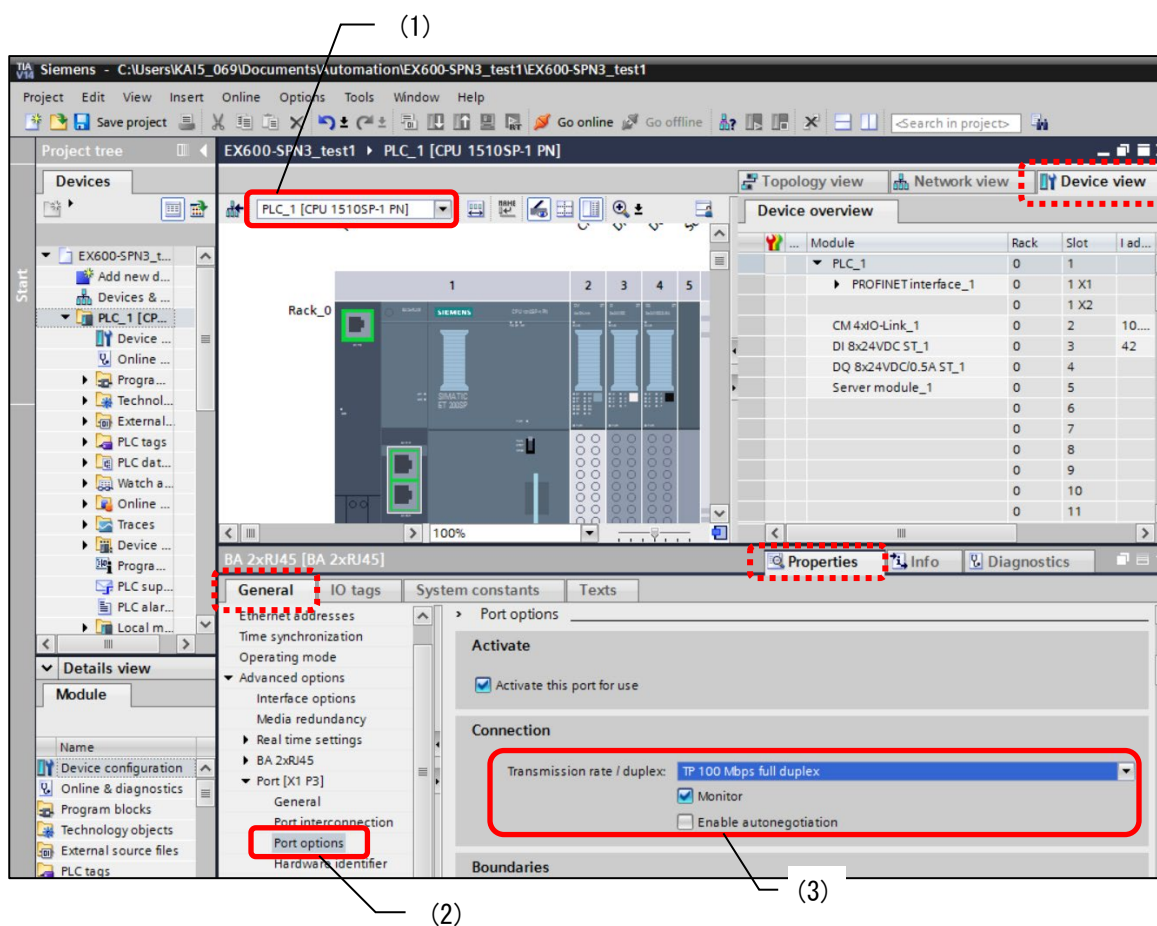 (1)
TIA V14 Siemens - C:\Users\KAI5_069\Documents\Automation\EX600-SPN3_test1\EX600-SPN3_test1
Project Edit View Insert Online Options Tools Window Help
Save project Go online Go offline <Search in project>
Project tree
EX600-SPN3_test1 PLC_1 [CPU 1510SP-1 PN]
Devices
Topology view Network view Device view
PLC_1 [CPU 1510SP-1 PN]
Device overview
Start
EX600-SPN3_t...
Add new d...
Devices & ...
PLC_1 [CP...
Device ...
Online ...
Progra...
Technol...
External...
PLC tags
PLC dat...
Watch a...
Online ...
Traces
Device ...
Progra...
PLC sup...
PLC alar...
Local m...
Rack_0
1 2 3 4 5
SIEMENS
SIMATIC
ET 200SP
100%
... Module Rack Slot I ad...
PLC_1 0 1
PROFINET interface_1 0 1 X1
0 1 X2
CM 4xIO-Link_1 0 2 10....
DI 8x24VDC ST_1 0 3 42
DQ 8x24VDC/0.5A ST_1 0 4
Server module_1 0 5
0 6
0 7
0 8
0 9
0 10
0 11
BA 2xRJ45 [BA 2xRJ45]
Properties Info Diagnostics
General IO tags System constants Texts
Ethernet addresses
Time synchronization
Operating mode
Advanced options
Interface options
Media redundancy
Real time settings
BA 2xRJ45
Port [X1 P3]
General
Port interconnection
Port options
Hardware identifier
Port options
Activate
Activate this port for use
Connection
Transmission rate / duplex: TP 100 Mbps full duplex
Monitor
Enable autonegotiation
Boundaries
Details view
Module
Name
Device configuration
Online & diagnostics
Program blocks
Technology objects
External source files
PLC tags
(2)
(3)